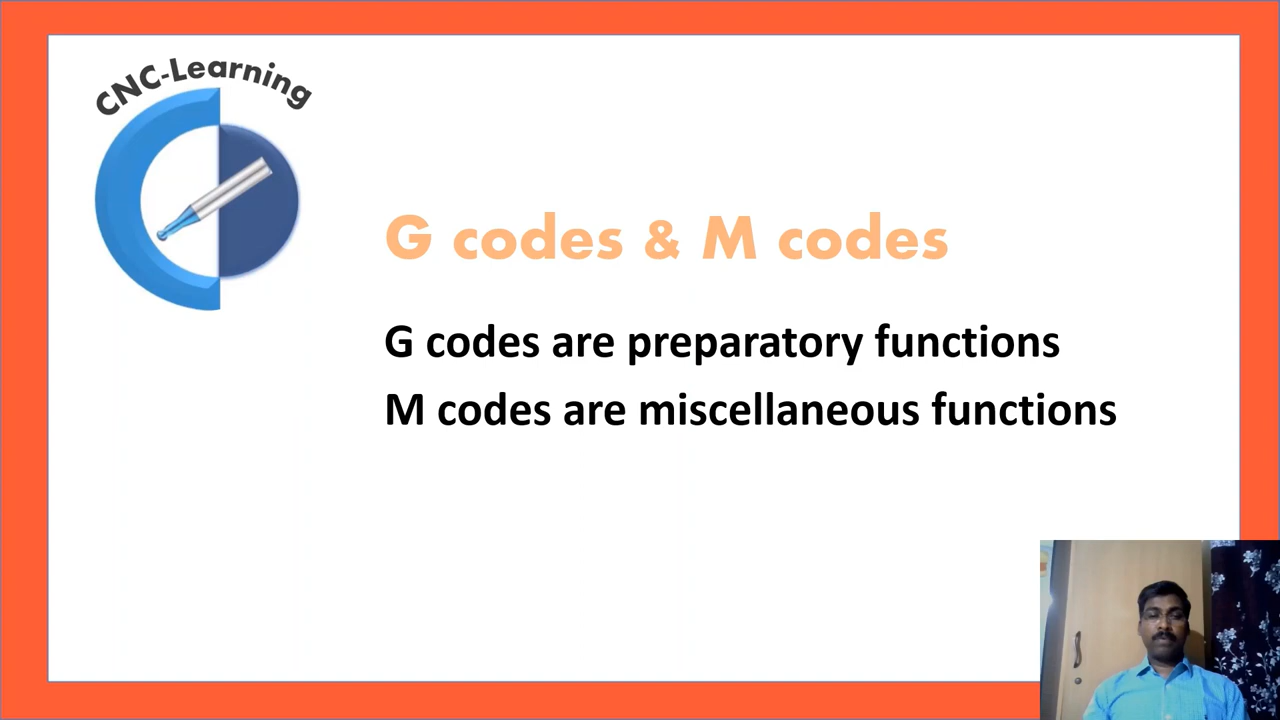 CNC-Learning
G codes & M codes
G codes are preparatory functions
M codes are miscellaneous functions